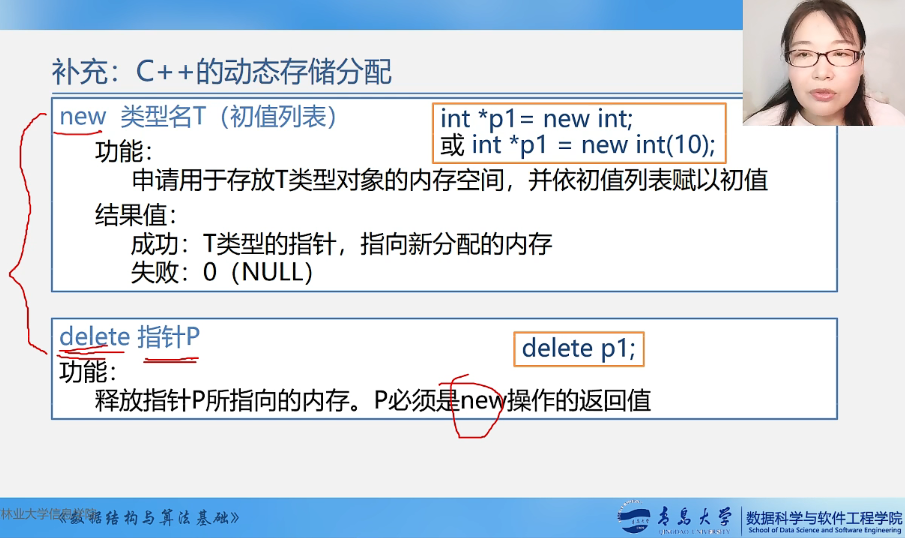 补充：C++的动态存储分配
new 类型名T（初值列表）
int *p1= new int;
或 int *p1 = new int(10);
功能：
申请用于存放T类型对象的内存空间，并依初值列表赋以初值
结果值：
成功：T类型的指针，指向新分配的内存
失败：0（NULL）
delete 指针P
delete p1;
功能：
释放指针P所指向的内存。P必须是new操作的返回值
林业大学信息学院
《数据结构与算法基础》
青岛大学
QINGDAO UNIVERSITY
数据科学与软件工程学院
School of Data Science and Software Engineering